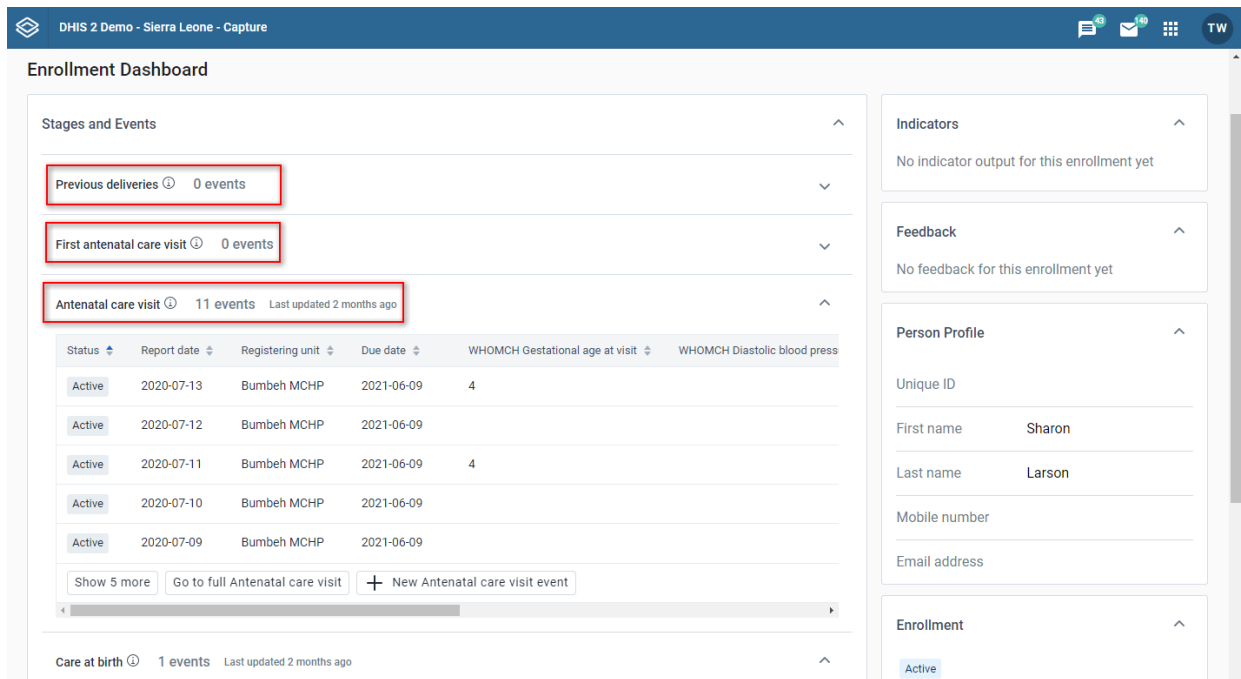 DHIS 2 Demo - Sierra Leone - Capture
43
140
TW
Enrollment Dashboard
Stages and Events
Previous deliveries 0 events
First antenatal care visit 0 events
Antenatal care visit 11 events Last updated 2 months ago
Status Report date Registering unit Due date WHOMCH Gestational age at visit WHOMCH Diastolic blood press
Active 2020-07-13 Bumbeh MCHP 2021-06-09 4
Active 2020-07-12 Bumbeh MCHP 2021-06-09
Active 2020-07-11 Bumbeh MCHP 2021-06-09 4
Active 2020-07-10 Bumbeh MCHP 2021-06-09
Active 2020-07-09 Bumbeh MCHP 2021-06-09
Show 5 more Go to full Antenatal care visit + New Antenatal care visit event
Care at birth 1 events Last updated 2 months ago
Indicators
No indicator output for this enrollment yet
Feedback
No feedback for this enrollment yet
Person Profile
Unique ID
First name Sharon
Last name Larson
Mobile number
Email address
Enrollment
Active